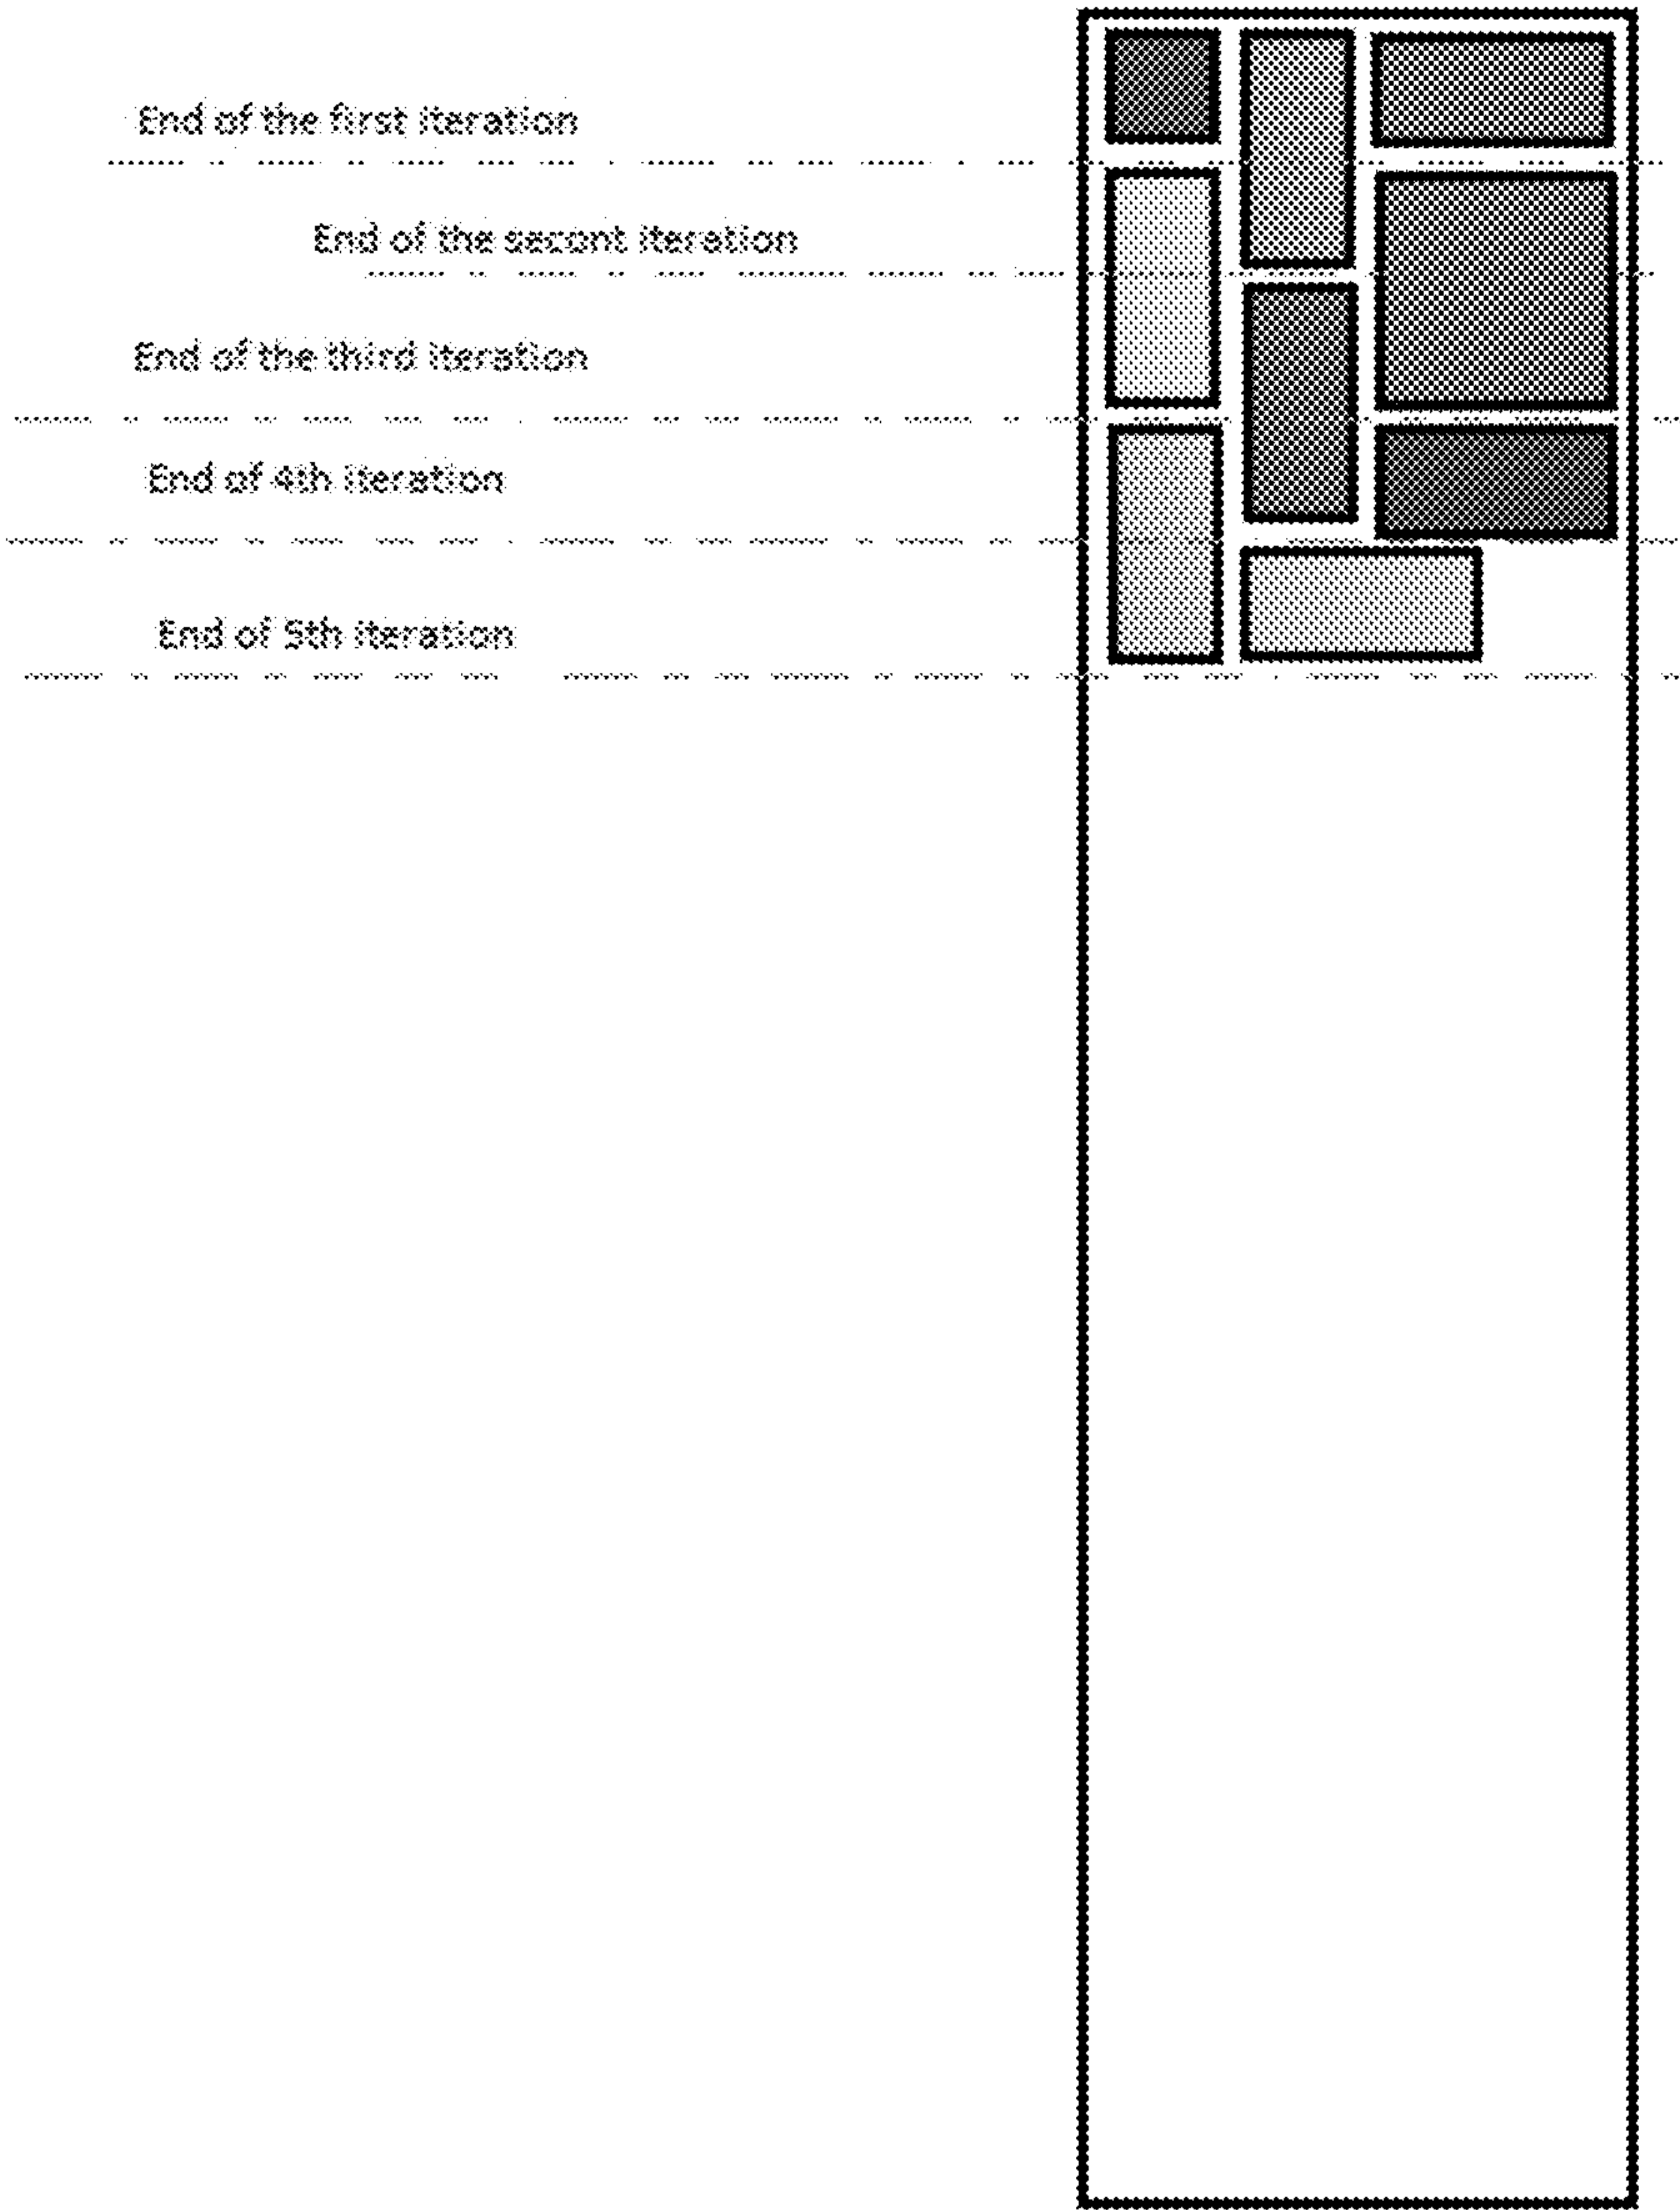 End of the first iteration
End of the secont iteration
End of the third iteration
End of 4th iteration
End of 5th iteration